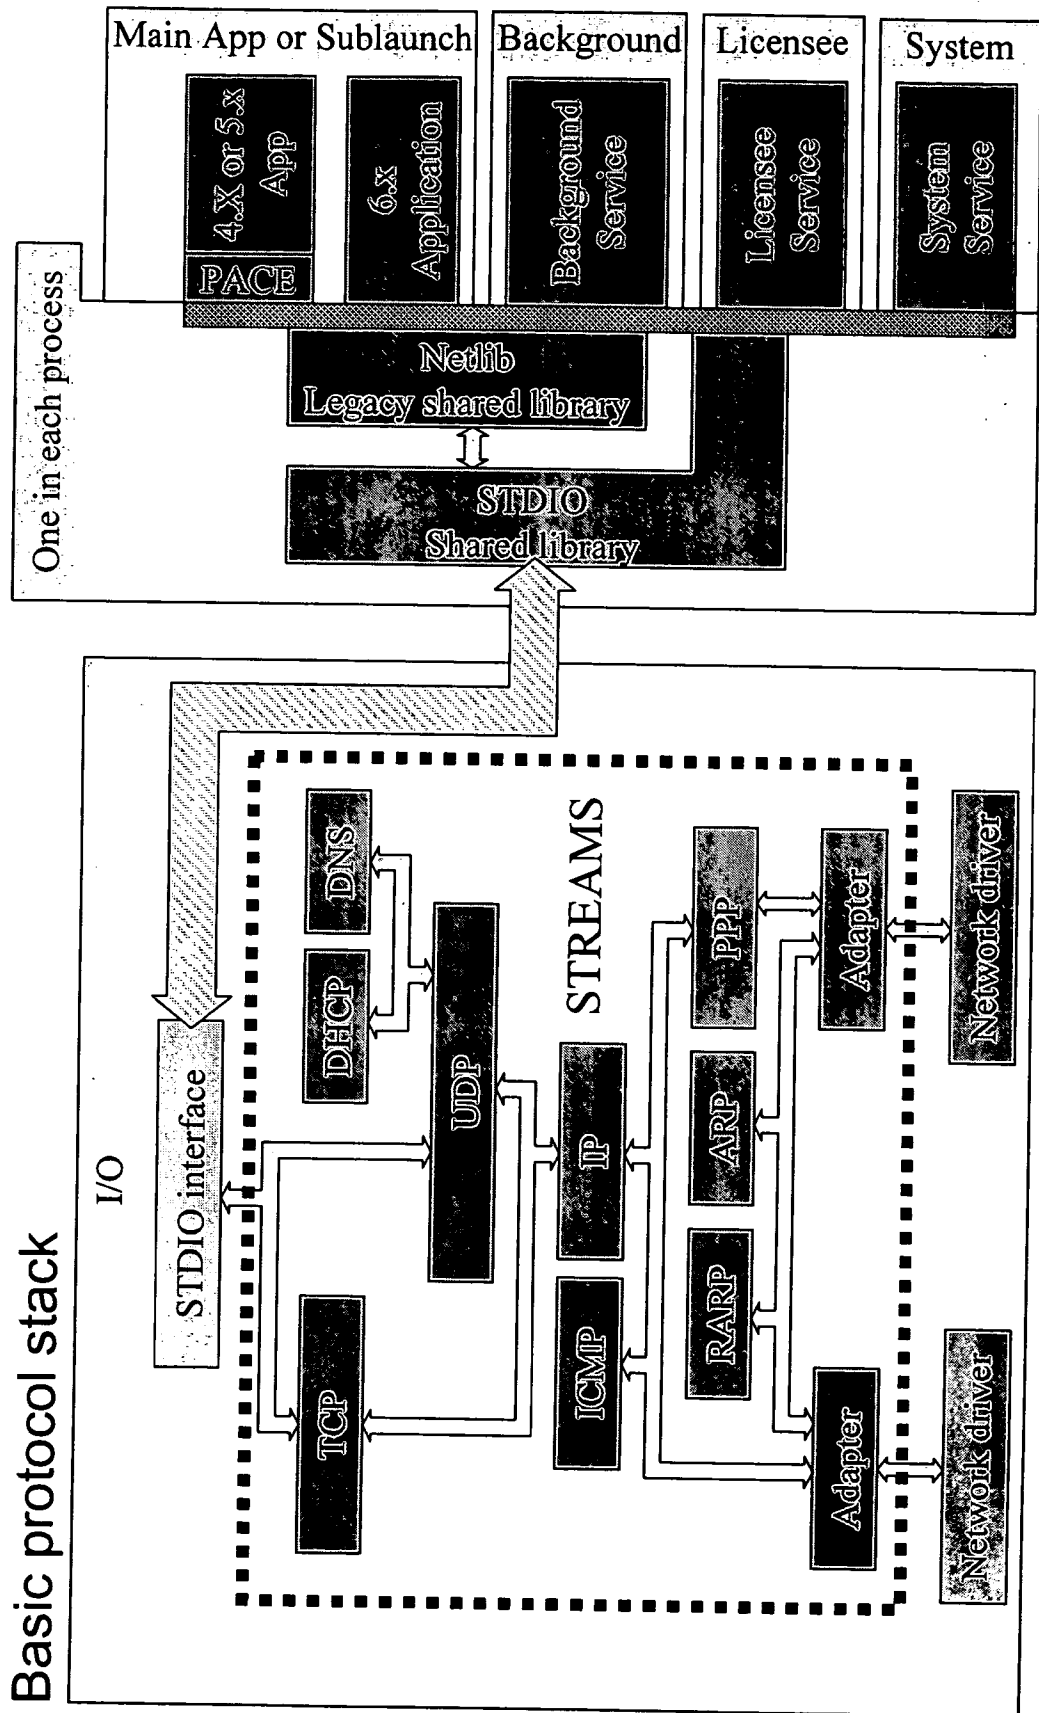 Basic protocol stack
I/O
STDIO interface
TCP
DHCP
DNS
UDP
STREAMS
ICMP
IP
RARP
ARP
PPP
Adapter
Adapter
Network driver
Network driver
One in each process
STDIO
Shared library
Netlib
Legacy shared library
PACE
4.X or 5.x
App
6.x
Application
Main App or Sublaunch
Background
Service
Background
Licensee
Service
Licensee
System
Service
System